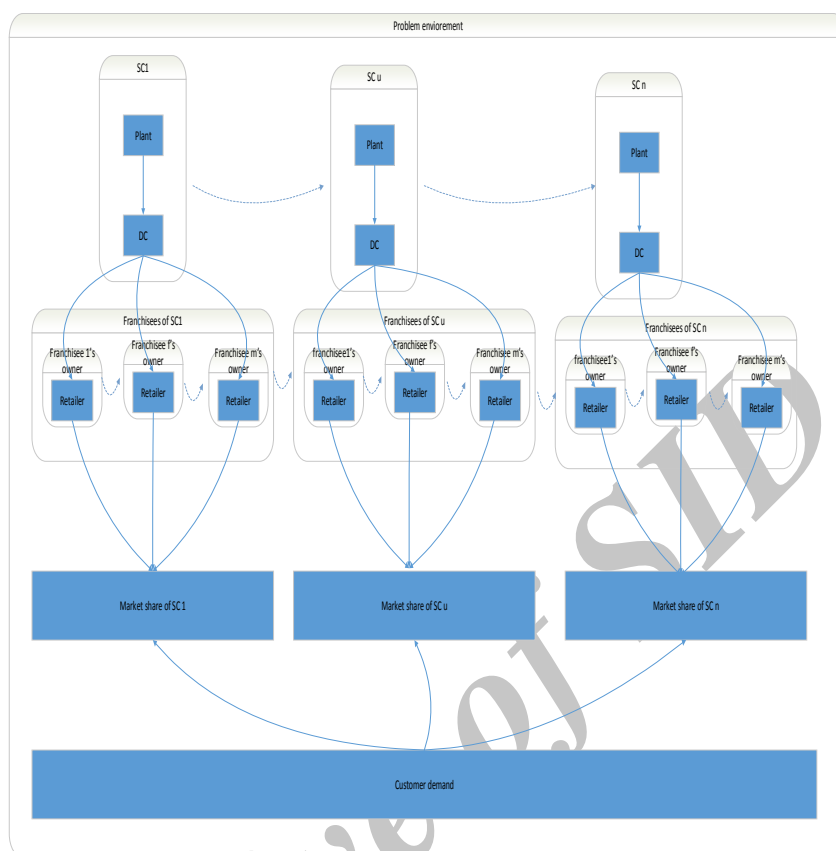 Problem enviorement
SC1
SC u
SC n
Plant
Plant
Plant
DC
DC
DC
Franchisees of SC1
Franchisees of SC u
Franchisees of SC n
Franchisee 1's
owner
Franchisee f's
owner
Franchisee m's
owner
franchisee1's
owner
Franchisee f's
owner
Franchisee m's
owner
franchisee1's
owner
Franchisee f's
owner
Franchisee m's
owner
Retailer
Retailer
Retailer
Retailer
Retailer
Retailer
Retailer
Retailer
Retailer
Market share of SC 1
Market share of SC u
Market share of SC n
Customer demand
e of SID